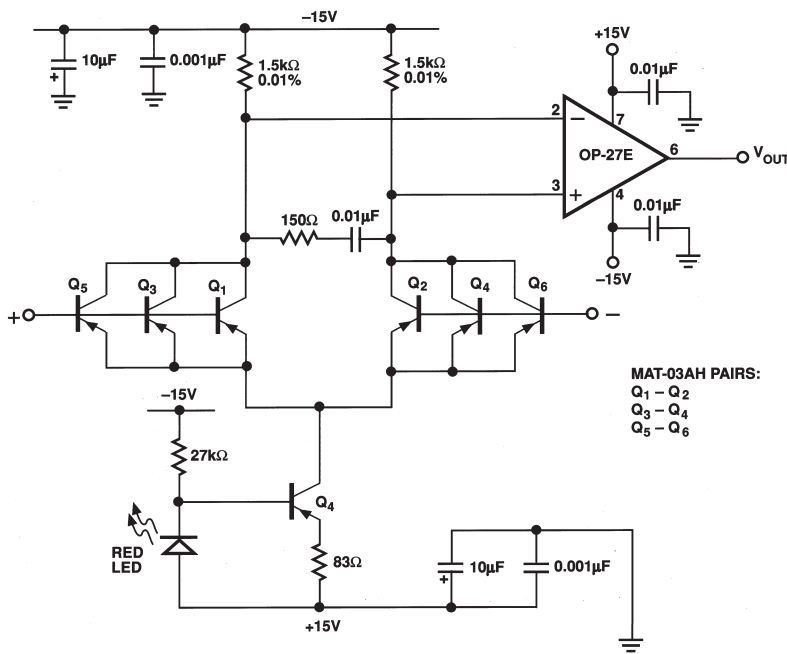 –15V
10μF
+
0.001μF
1.5kΩ
0.01%
1.5kΩ
0.01%
+15V
0.01μF
2
–
7
OP-27E
6
VOUT
3
+
4
0.01μF
–15V
150Ω
0.01μF
Q5
Q3
Q1
Q2
Q4
Q6
+
–
MAT-03AH PAIRS:
Q1 – Q2
Q3 – Q4
Q5 – Q6
–15V
27kΩ
Q4
RED
LED
83Ω
10μF
+
0.001μF
+15V